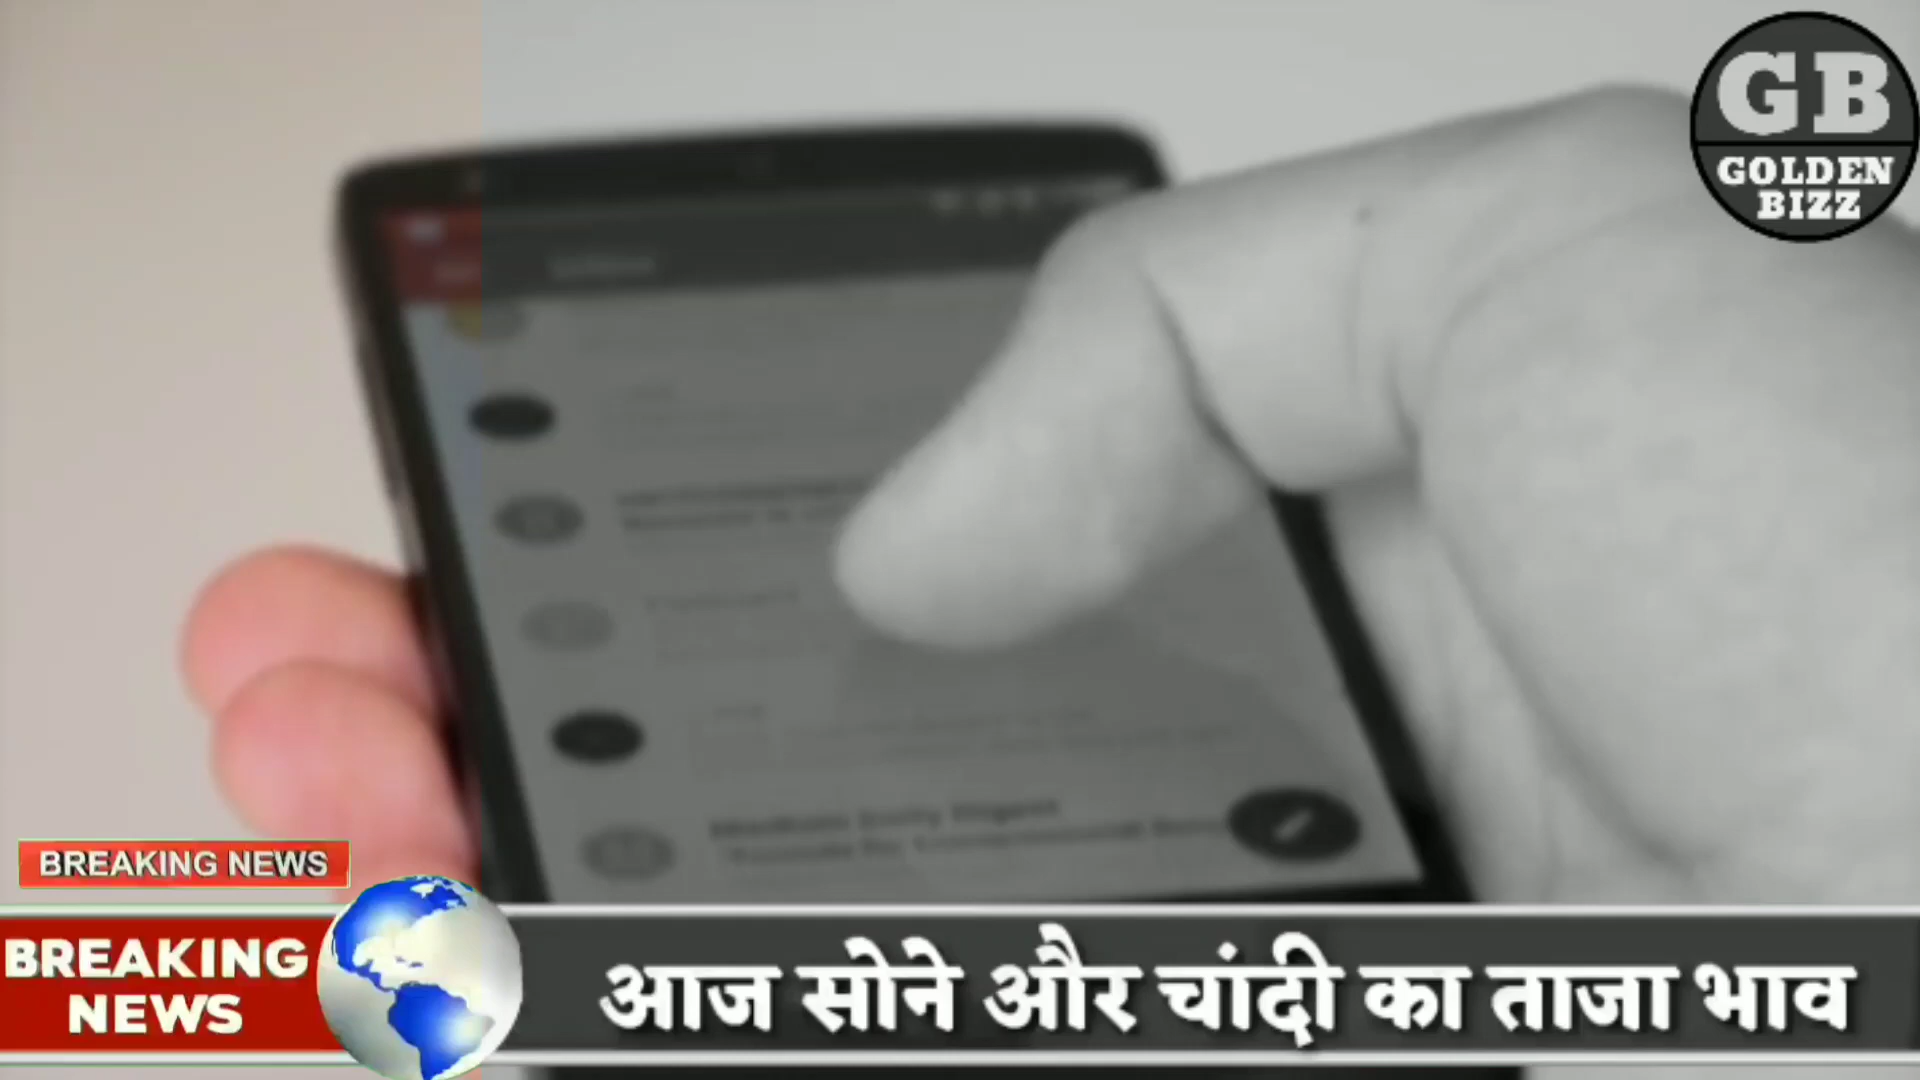 GB
GOLDEN
BIZZ
BREAKING NEWS
BREAKING
NEWS
आज सोने और चांदी का ताजा भाव